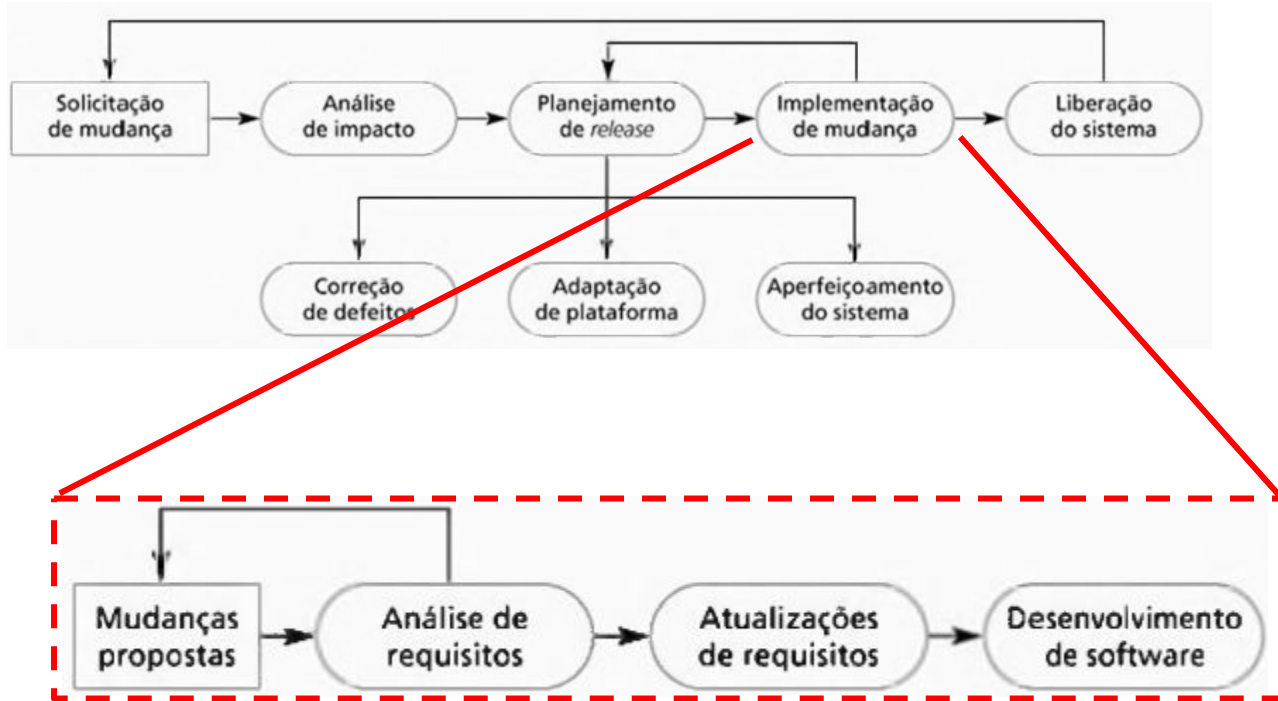 Solicitação
de mudança
Análise
de impacto
Planejamento
de release
Implementação
de mudança
Liberação
do sistema
Correção
de defeitos
Adaptação
de plataforma
Aperfeiçoamento
do sistema
Mudanças
propostas
Análise de
requisitos
Atualizações
de requisitos
Desenvolvimento
de software